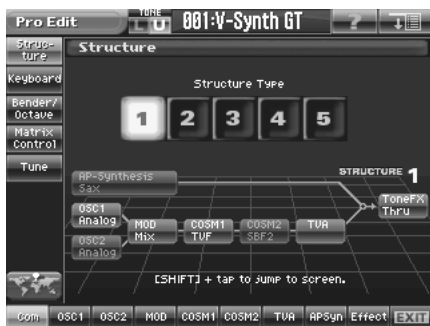 Pro Edit
TONE
L U
001:V-Synth GT
?
Struc-
ture
Structure
Keyboard
Bender/
Octave
Matrix
Control
Tune
Structure Type
1 2 3 4 5
STRUCTURE 1
AP-Synthesis
Sax
OSC1
Analog
OSC2
Analog
MOD
Mix
COSM1
TVF
COSM2
SBF2
TVA
ToneFX
Thru
[SHIFT] + tap to jump to screen.
Com OSC1 OSC2 MOD COSM1 COSM2 TVA APSyn Effect EXIT